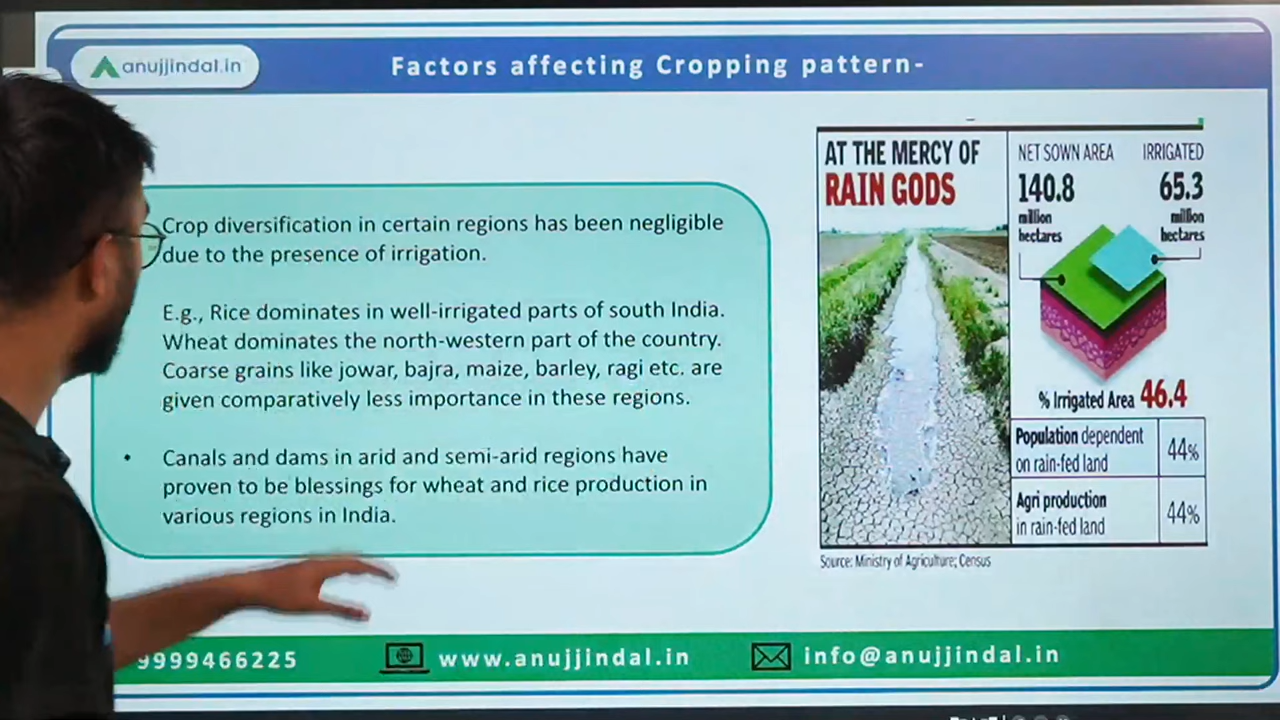 anujjindal.in
Factors affecting Cropping pattern-
Crop diversification in certain regions has been negligible
due to the presence of irrigation.
E.g., Rice dominates in well-irrigated parts of south India.
Wheat dominates the north-western part of the country.
Coarse grains like jowar, bajra, maize, barley, ragi etc. are
given comparatively less importance in these regions.
• Canals and dams in arid and semi-arid regions have
proven to be blessings for wheat and rice production in
various regions in India.
AT THE MERCY OF
RAIN GODS
NET SOWN AREA
140.8
million
hectares
IRRIGATED
65.3
million
hectares
% Irrigated Area 46.4
Population dependent
on rain-fed land
44%
Agri production
in rain-fed land
44%
Source: Ministry of Agriculture; Census
9999466225
www.anujjindal.in
info@anujjindal.in